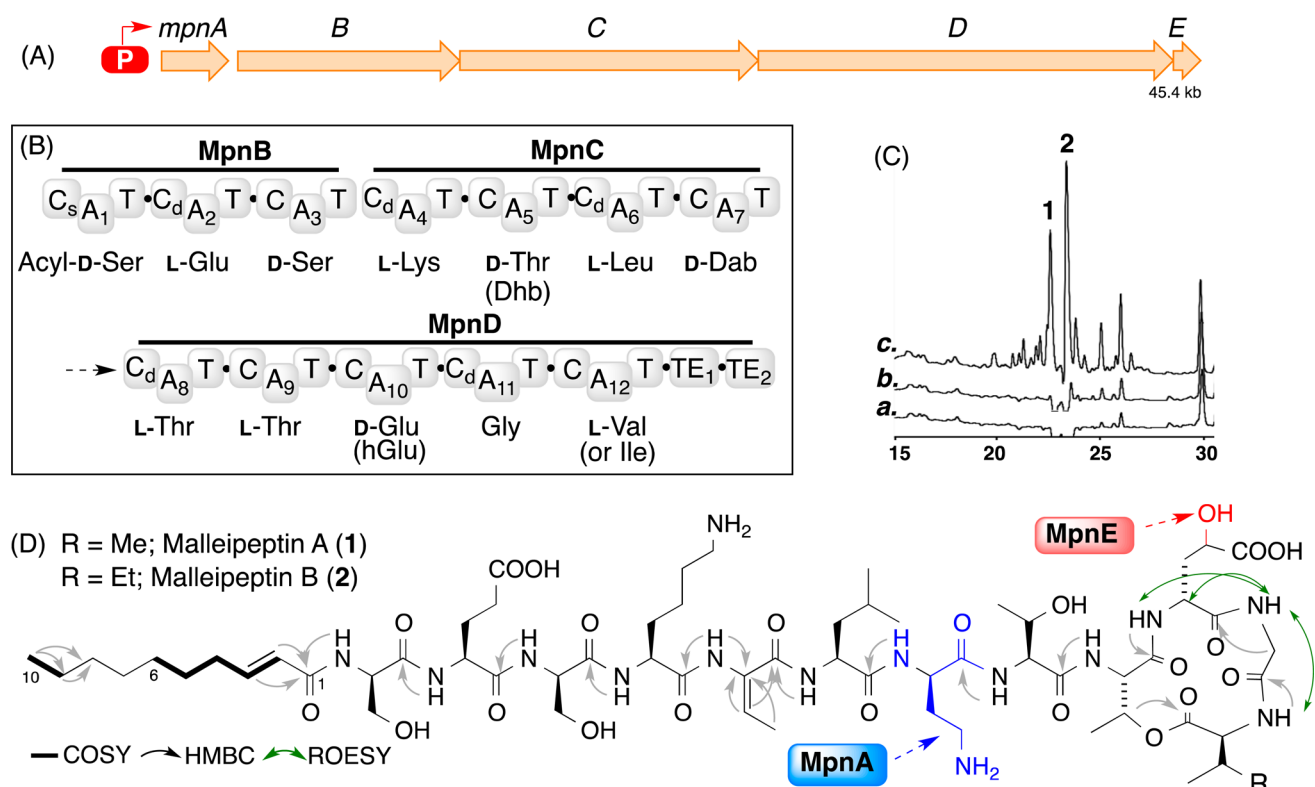 (A) P mpnA B C D E
45.4 kb
(B) MpnB MpnC
Cs A1 T Cd A2 T C A3 T Cd A4 T C A5 T Cd A6 T C A7 T
Acyl-D-Ser L-Glu D-Ser L-Lys D-Thr L-Leu D-Dab
(Dhb)
MpnD
Cd A8 T C A9 T C A10 T Cd A11 T C A12 T TE1 TE2
L-Thr L-Thr D-Glu Gly L-Val
(hGlu) (or Ile)
(C)
2
1
c.
b.
a.
15 20 25 30
(D) R = Me; Malleipeptin A (1)
R = Et; Malleipeptin B (2)
NH2
MpnE OH
COOH COOH
OH
H O H O H H O H O H NH NH
10 6 1 N N N N N N O O
O N O N O N O N O N O O NH
H H H H H
OH OH O O
COSY HMBC ROESY
MpnA NH2 R